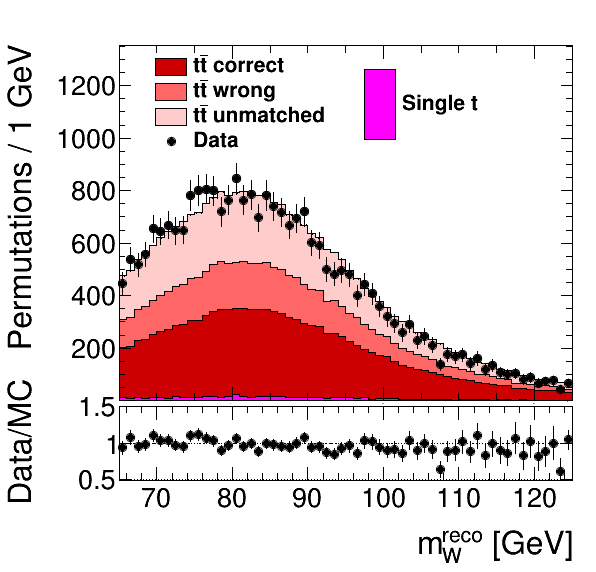 Permutations / 1 GeV
1200
1000
800
600
400
200
tt̄ correct
tt̄ wrong
tt̄ unmatched
Data
Single t
Data/MC
1.5
1
0.5
70 80 90 100 110 120
m_W^reco [GeV]